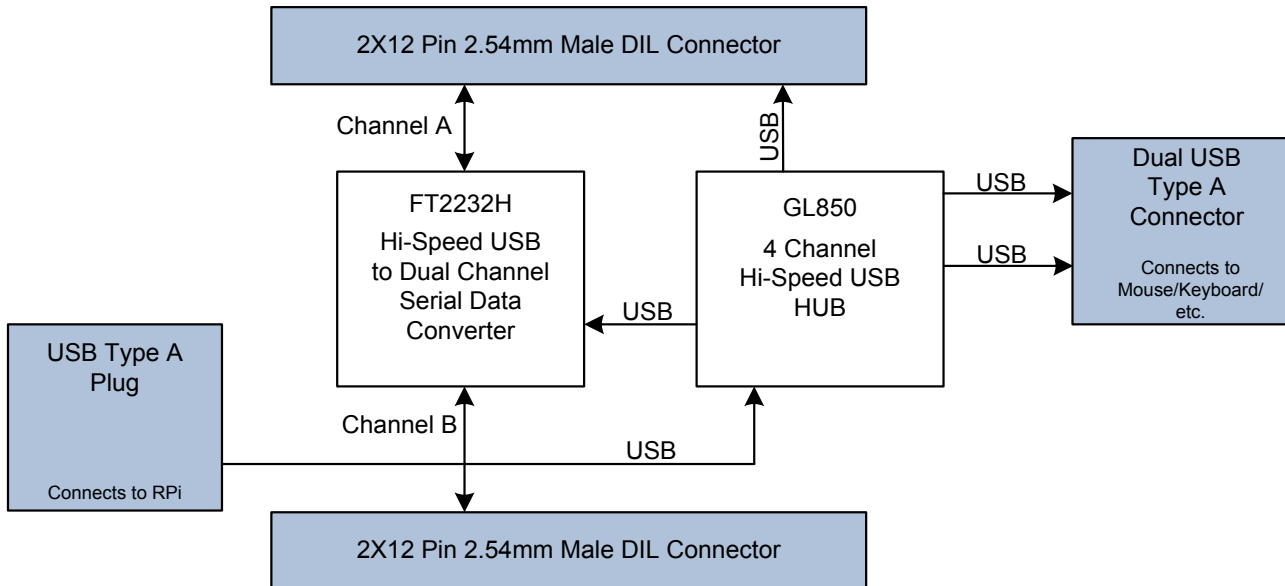 2X12 Pin 2.54mm Male DIL Connector
Channel A
USB
FT2232H
Hi-Speed USB
to Dual Channel
Serial Data
Converter
GL850
4 Channel
Hi-Speed USB
HUB
USB
USB
Dual USB
Type A
Connector
Connects to
Mouse/Keyboard/
etc.
USB
USB Type A
Plug
Connects to RPi
Channel B
USB
2X12 Pin 2.54mm Male DIL Connector